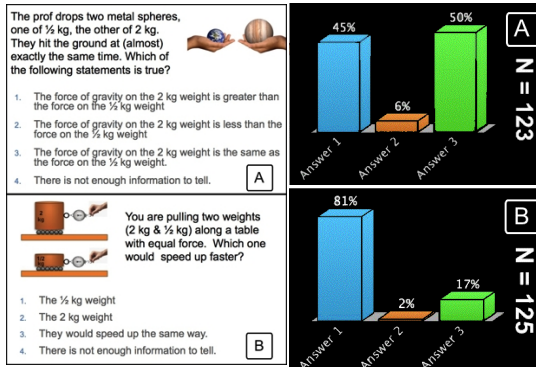 The prof drops two metal spheres,
one of ½ kg, the other of 2 kg.
They hit the ground at (almost)
exactly the same time. Which of
the following statements is true?
1. The force of gravity on the 2 kg weight is greater than
the force on the ½ kg weight
2. The force of gravity on the 2 kg weight is less than the
force on the ½ kg weight
3. The force of gravity on the 2 kg weight is the same as
the force on the ½ kg weight.
4. There is not enough information to tell.
A
2
kg
You are pulling two weights
(2 kg & ½ kg) along a table
with equal force. Which one
would speed up faster?
1. The ½ kg weight
2. The 2 kg weight
3. They would speed up the same way.
4. There is not enough information to tell.
B
45%
6%
50%
Answer 1
Answer 2
Answer 3
A
N = 123
81%
2%
17%
Answer 1
Answer 2
Answer 3
B
N = 125